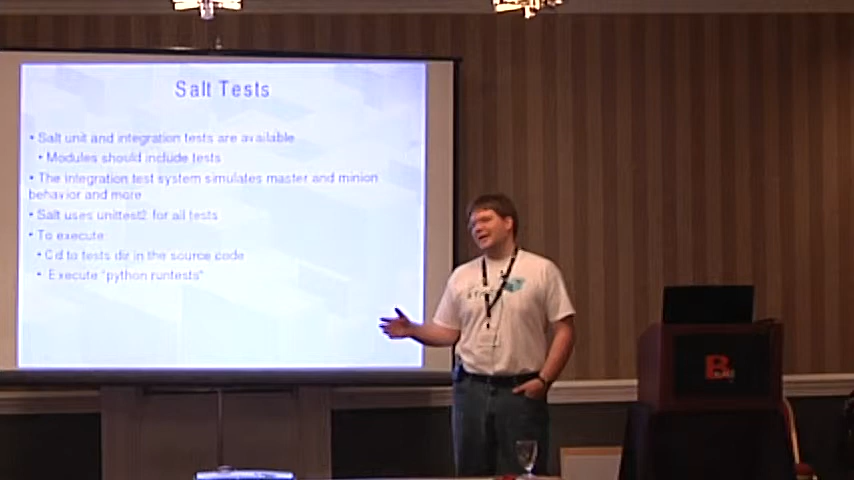 Salt Tests
• Salt unit and integration tests are available
• Modules should include tests
• The integration test system simulates master and minion
behavior and more
• Salt uses unittest2 for all tests
• To execute
• Cd to tests dir in the source code
• Execute "python runtests"